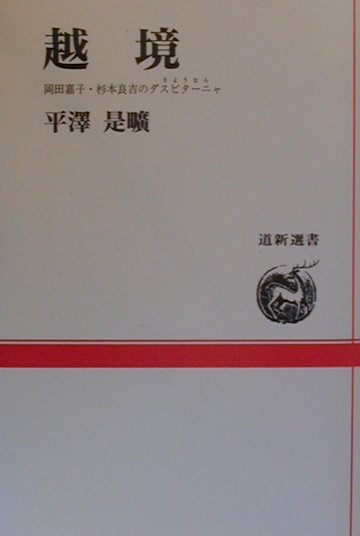 越境
さようなら
岡田嘉子・杉本良吉のダスビターニャ
平澤 是曠
道新選書